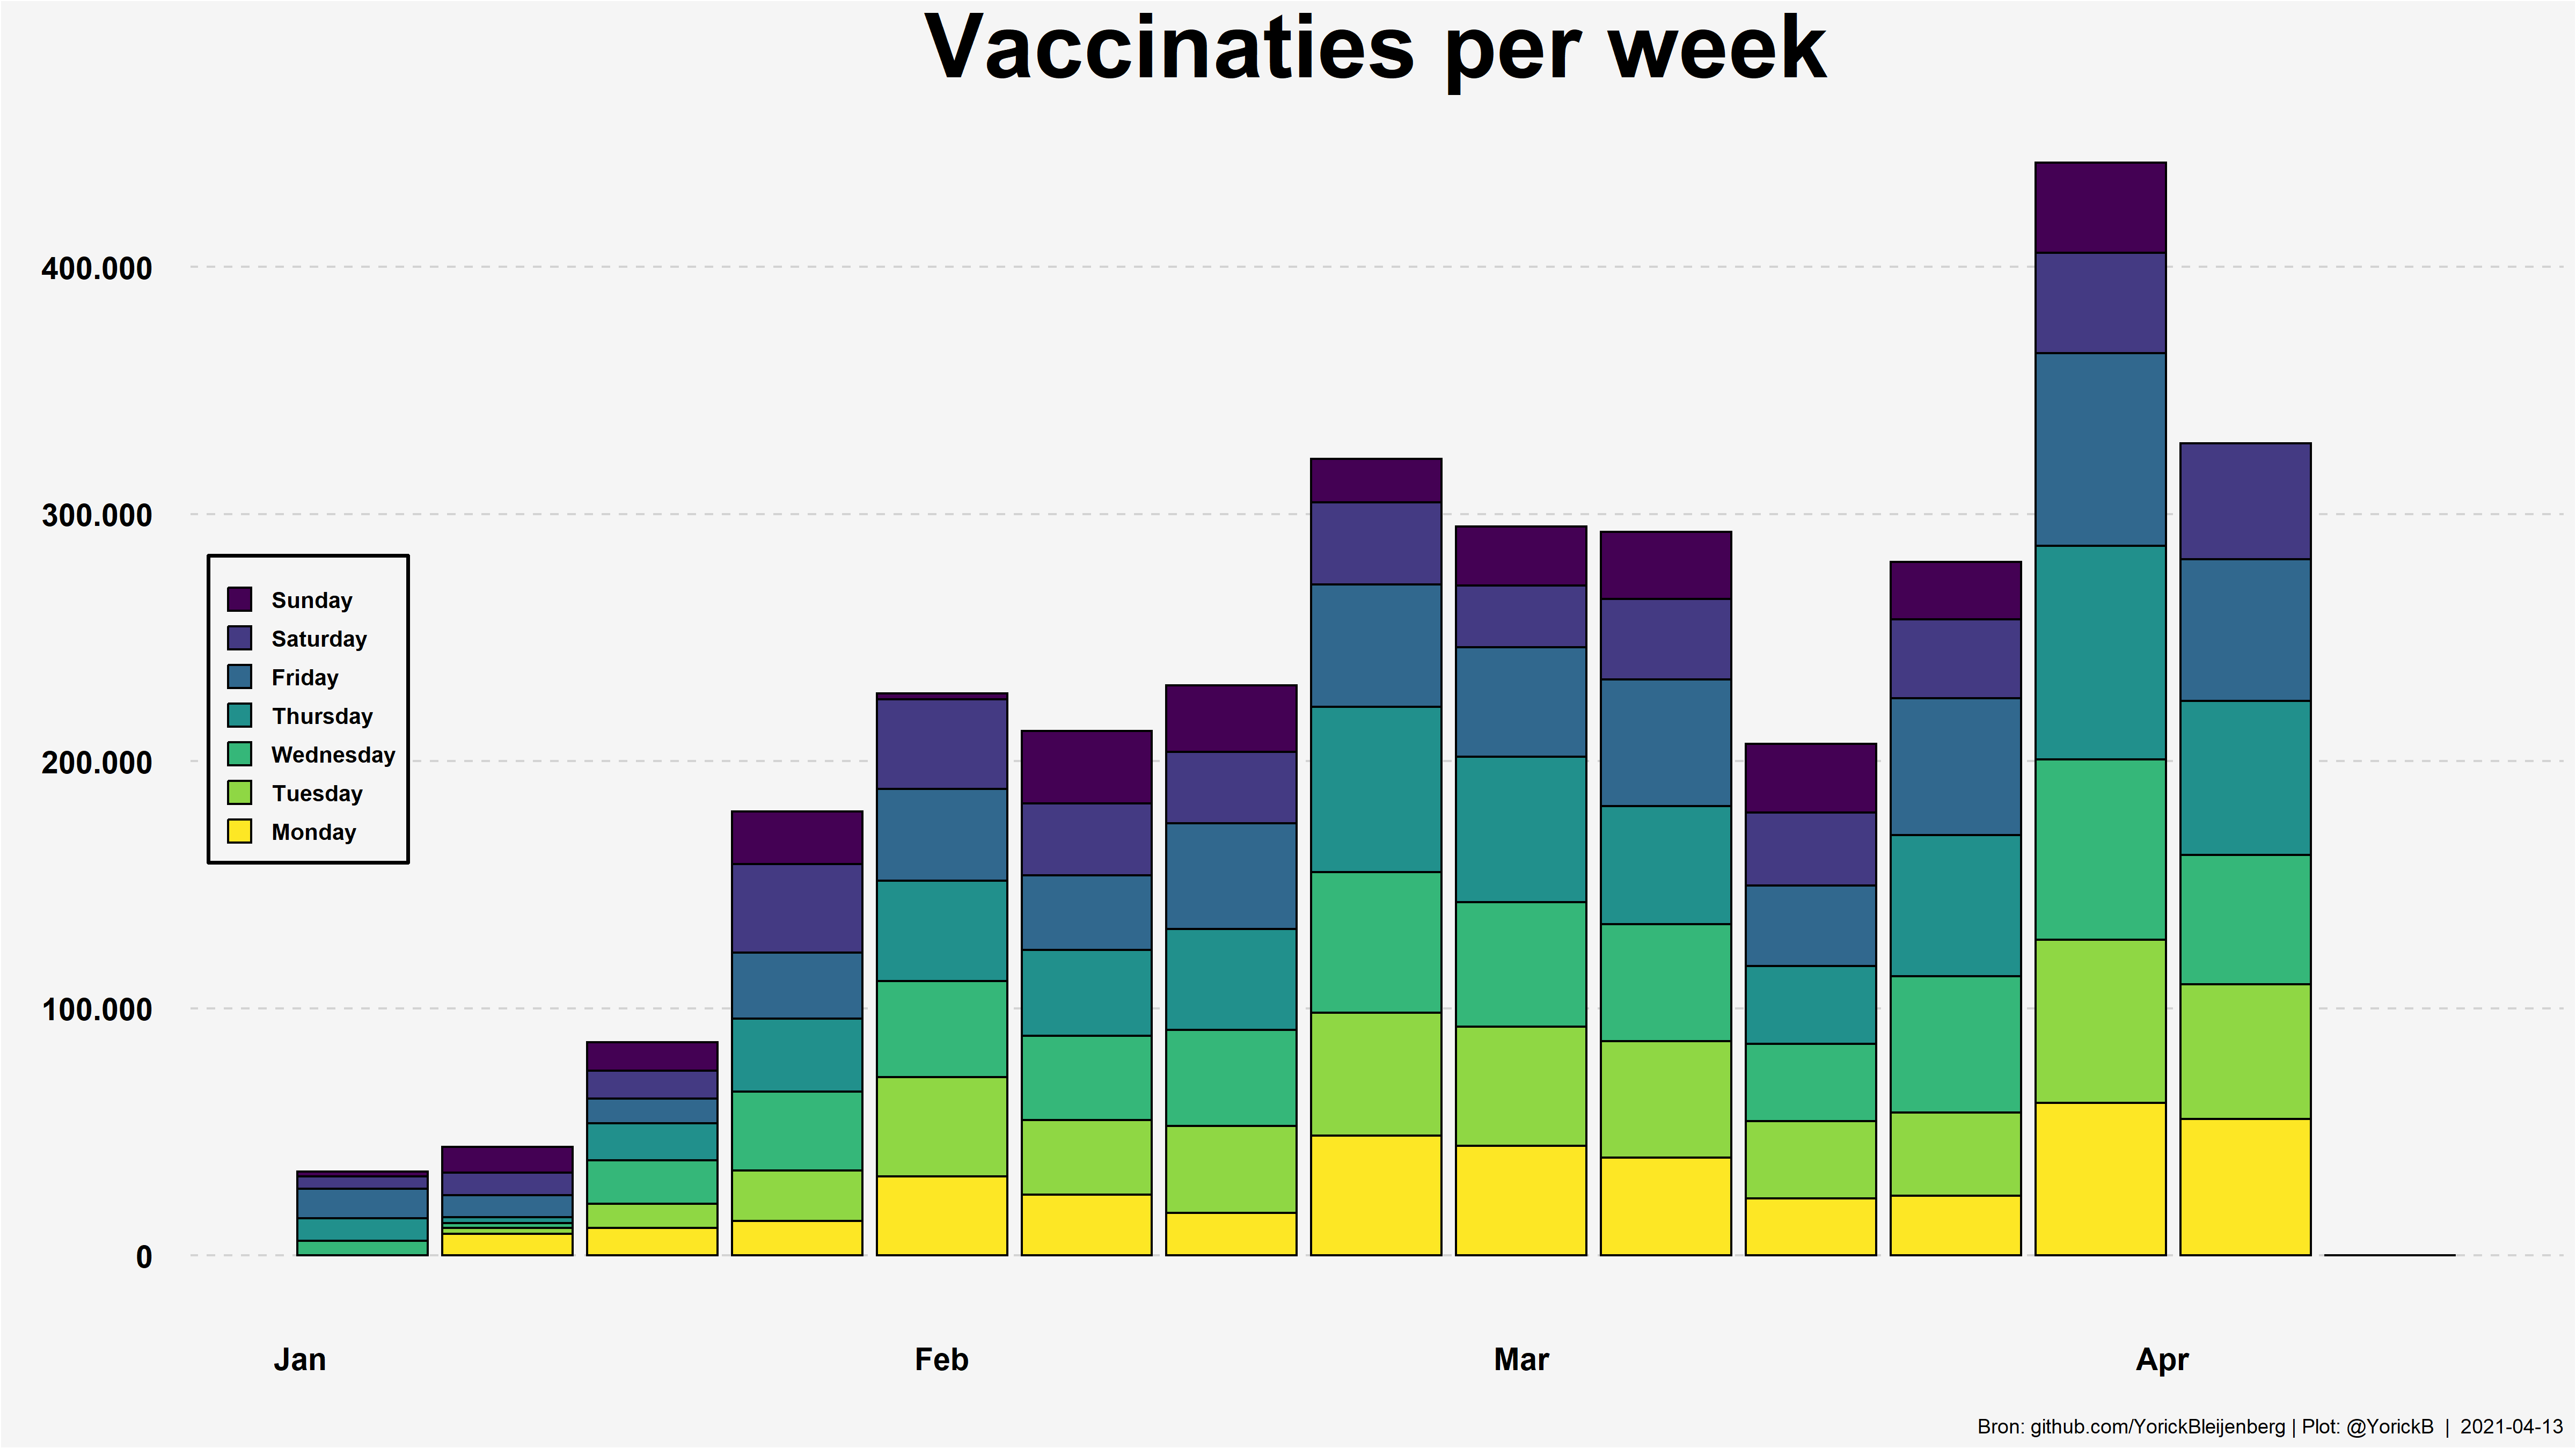 Vaccinaties per week
400.000
300.000
200.000
100.000
0
Sunday
Saturday
Friday
Thursday
Wednesday
Tuesday
Monday
Jan Feb Mar Apr
Bron: github.com/YorickBleijenberg | Plot: @YorickB | 2021-04-13